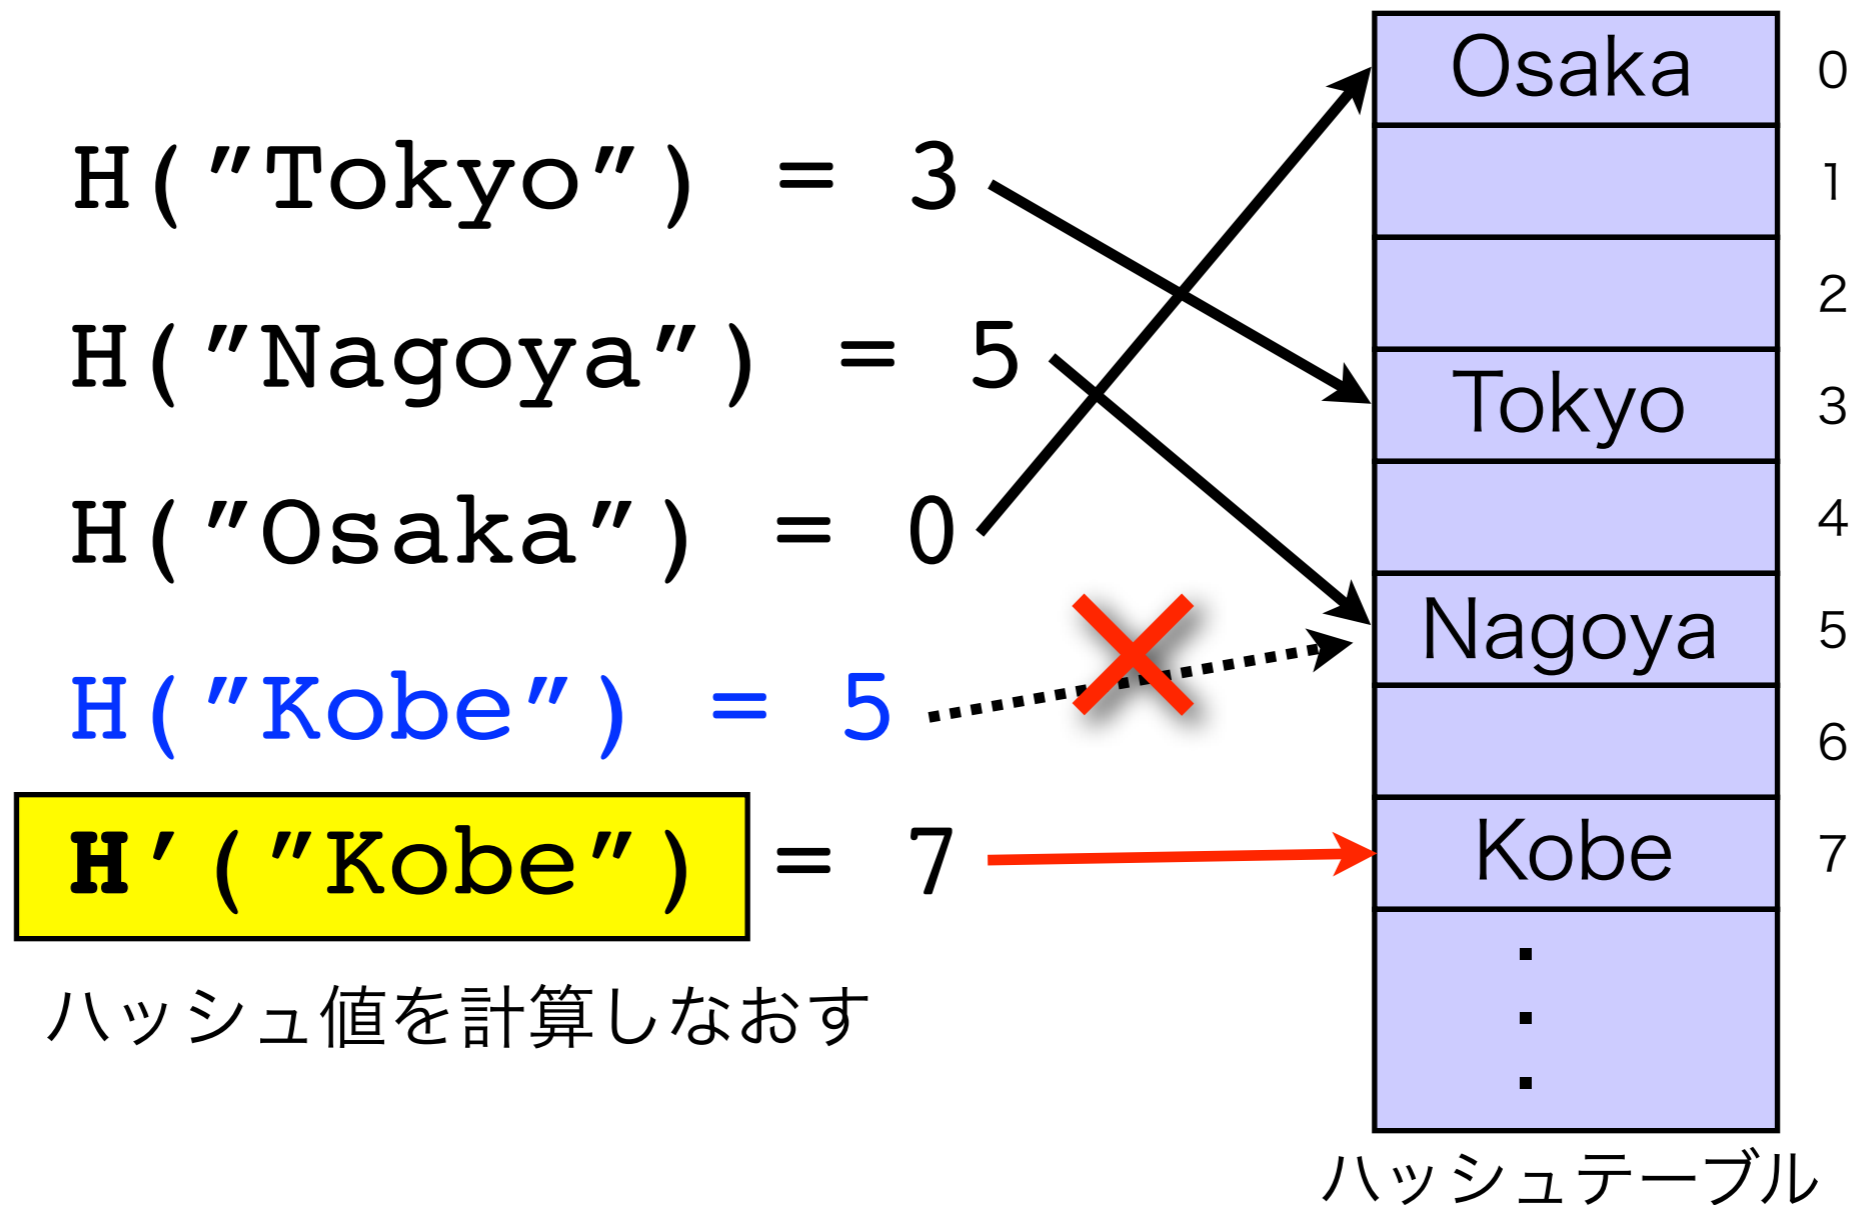 H(″Tokyo″) = 3
H(″Nagoya″) = 5
H(″Osaka″) = 0
H(″Kobe″) = 5
H′(″Kobe″) = 7
ハッシュ値を計算しなおす
Osaka 0
1
2
Tokyo 3
4
Nagoya 5
6
Kobe 7
ハッシュテーブル